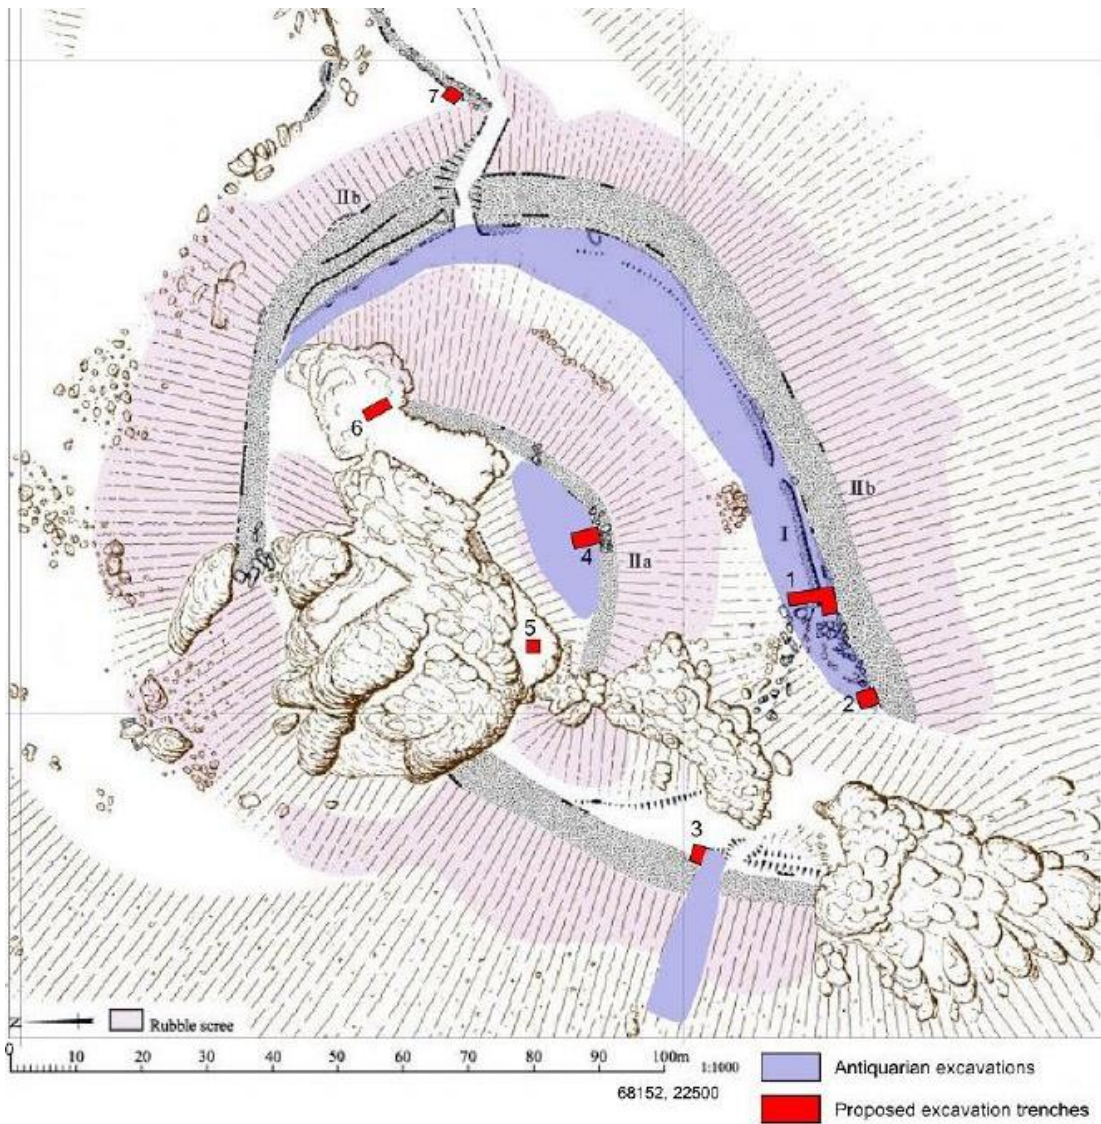 7
IIb
6
IIb
I
4
IIa
1
5
2
3
N
Rubble scree
0 10 20 30 40 50 60 70 80 90 100m
1:1000
68152, 22500
Antiquarian excavations
Proposed excavation trenches